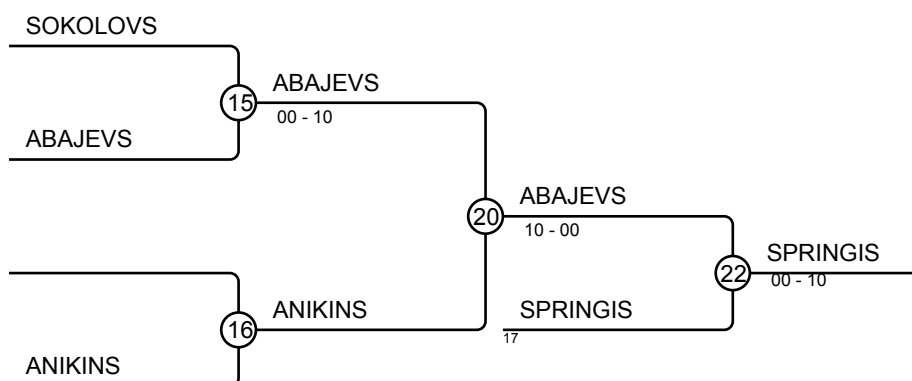 SOKOLOVS
15
ABAJEVS
00 - 10
ABAJEVS
20
ABAJEVS
10 - 00
22
SPRINGIS
00 - 10
16
ANIKINS
SPRINGIS
17
ANIKINS